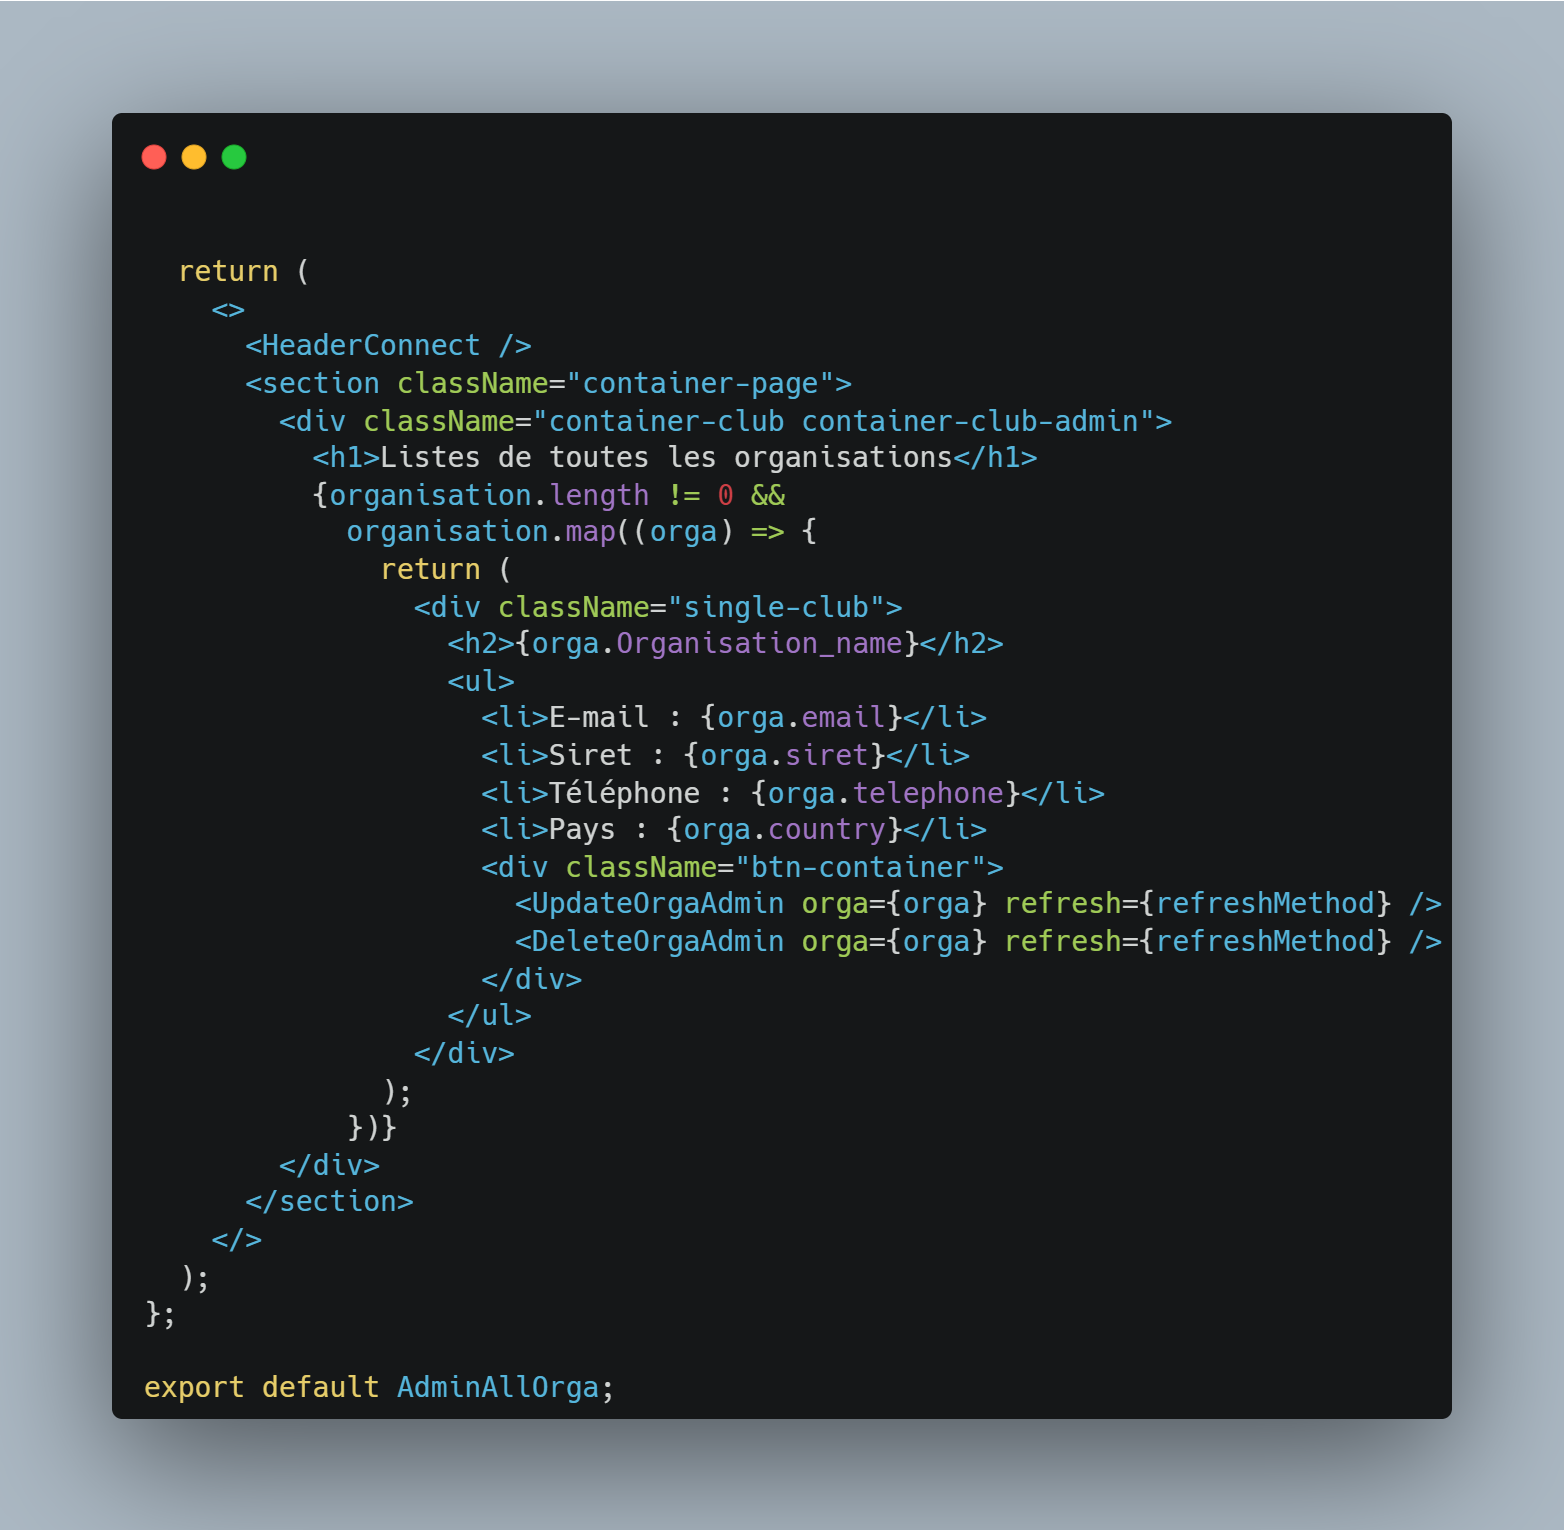 return (
<>
<HeaderConnect />
<section className="container-page">
<div className="container-club container-club-admin">
<h1>Listes de toutes les organisations</h1>
{organisation.length != 0 &&
organisation.map((orga) => {
return (
<div className="single-club">
<h2>{orga.Organisation_name}</h2>
<ul>
<li>E-mail : {orga.email}</li>
<li>Siret : {orga.siret}</li>
<li>Téléphone : {orga.telephone}</li>
<li>Pays : {orga.country}</li>
<div className="btn-container">
<UpdateOrgaAdmin orga={orga} refresh={refreshMethod} />
<DeleteOrgaAdmin orga={orga} refresh={refreshMethod} />
</div>
</ul>
</div>
);
})}
</div>
</section>
</>
);
};
export default AdminAllOrga;